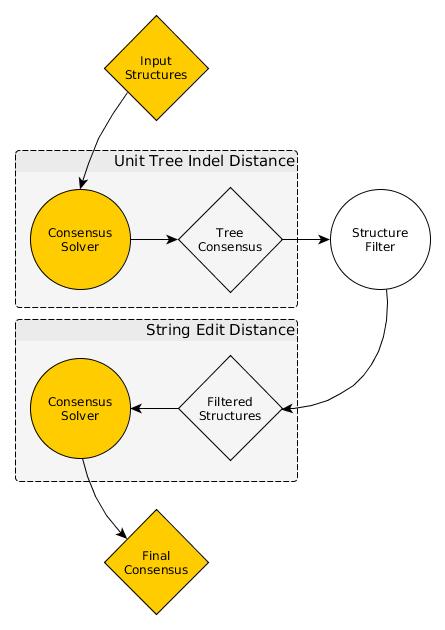 Input
Structures
Unit Tree Indel Distance
Consensus
Solver
Tree
Consensus
Structure
Filter
String Edit Distance
Consensus
Solver
Filtered
Structures
Final
Consensus